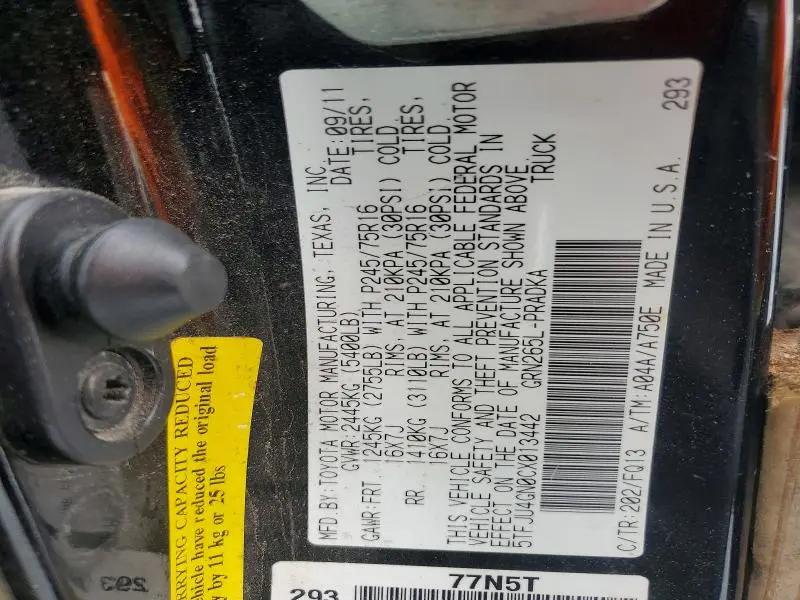 MFD.BY:TOYOTA MOTOR MANUFACTURING, TEXAS, INC.
GVWR:2445KG (5400LB) DATE:09/11
GAWR:FRT. 1245KG (2755LB) WITH P245/75R16 TIRES,
16X7J RIMS, AT 210KPA (30PSI) COLD
RR 1410KG (3110LB) WITH P245/75R16 TIRES,
16X7J RIMS, AT 210KPA (30PSI) COLD.
THIS VEHICLE CONFORMS TO ALL APPLICABLE FEDERAL MOTOR
VEHICLE SAFETY AND THEFT PREVENTION STANDARDS IN
EFFECT ON THE DATE OF MANUFACTURE SHOWN ABOVE.
5TFJU4GN0CX013442 GRN265L-PRADKA TRUCK
C/TR:202/FQ13 A/TM:A04A/A750E MADE IN U.S.A. 293
CARRYING CAPACITY REDUCED
vehicle have reduced the original load
by 11 kg or 25 lbs
77N5T
293
293